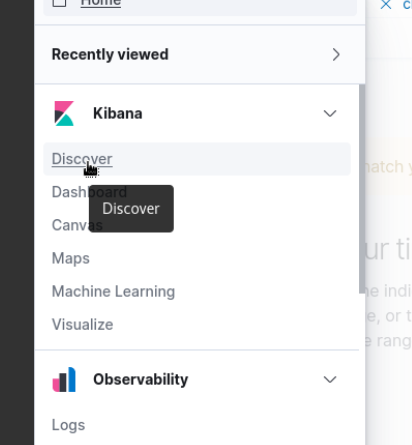 Home
Recently viewed
Kibana
Discover
Dashboard
Discover
Canvas
Maps
Machine Learning
Visualize
Observability
Logs